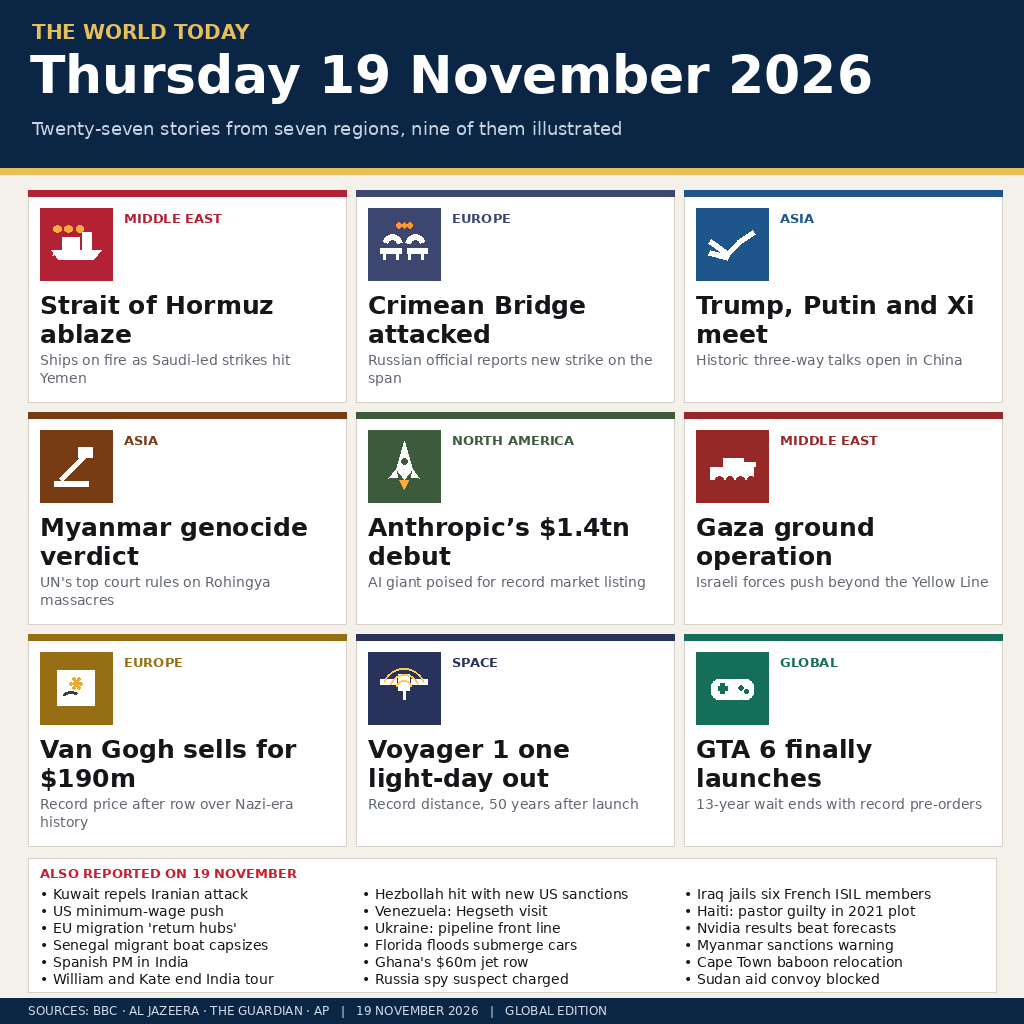 THE WORLD TODAY
Thursday 19 November 2026
Twenty-seven stories from seven regions, nine of them illustrated
MIDDLE EAST
Strait of Hormuz
ablaze
Ships on fire as Saudi-led strikes hit
Yemen
EUROPE
Crimean Bridge
attacked
Russian official reports new strike on the
span
ASIA
Trump, Putin and Xi
meet
Historic three-way talks open in China
ASIA
Myanmar genocide
verdict
UN's top court rules on Rohingya
massacres
NORTH AMERICA
Anthropic’s $1.4tn
debut
AI giant poised for record market listing
MIDDLE EAST
Gaza ground
operation
Israeli forces push beyond the Yellow Line
EUROPE
Van Gogh sells for
$190m
Record price after row over Nazi-era
history
SPACE
Voyager 1 one
light-day out
Record distance, 50 years after launch
GLOBAL
GTA 6 finally
launches
13-year wait ends with record pre-orders
ALSO REPORTED ON 19 NOVEMBER
• Kuwait repels Iranian attack
• US minimum-wage push
• EU migration 'return hubs'
• Senegal migrant boat capsizes
• Spanish PM in India
• William and Kate end India tour
• Hezbollah hit with new US sanctions
• Venezuela: Hegseth visit
• Ukraine: pipeline front line
• Florida floods submerge cars
• Ghana's $60m jet row
• Russia spy suspect charged
• Iraq jails six French ISIL members
• Haiti: pastor guilty in 2021 plot
• Nvidia results beat forecasts
• Myanmar sanctions warning
• Cape Town baboon relocation
• Sudan aid convoy blocked
SOURCES: BBC · AL JAZEERA · THE GUARDIAN · AP | 19 NOVEMBER 2026 | GLOBAL EDITION